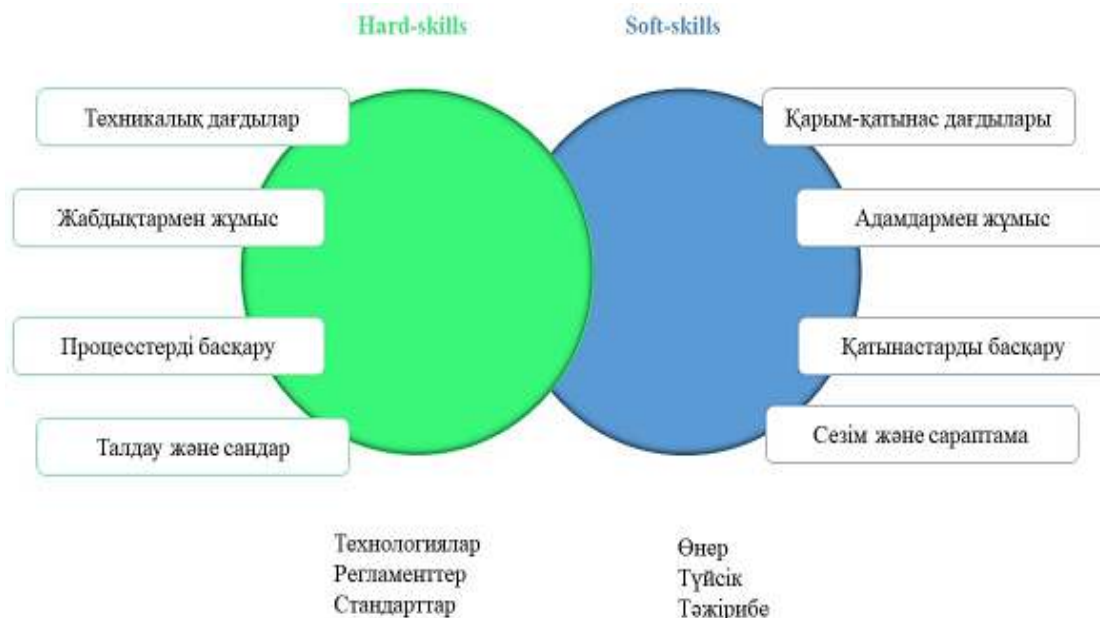 Hard-skills
Soft-skills
Техникалық дағдылар
Жабдықтармен жұмыс
Процесстерді басқару
Талдау және сандар
Қарым-қатынас дағдылары
Адамдармен жұмыс
Қатынастарды басқару
Сезім және сараптама
Технологиялар
Регламенттер
Стандарттар
Өнер
Түйсік
Тәжірибе